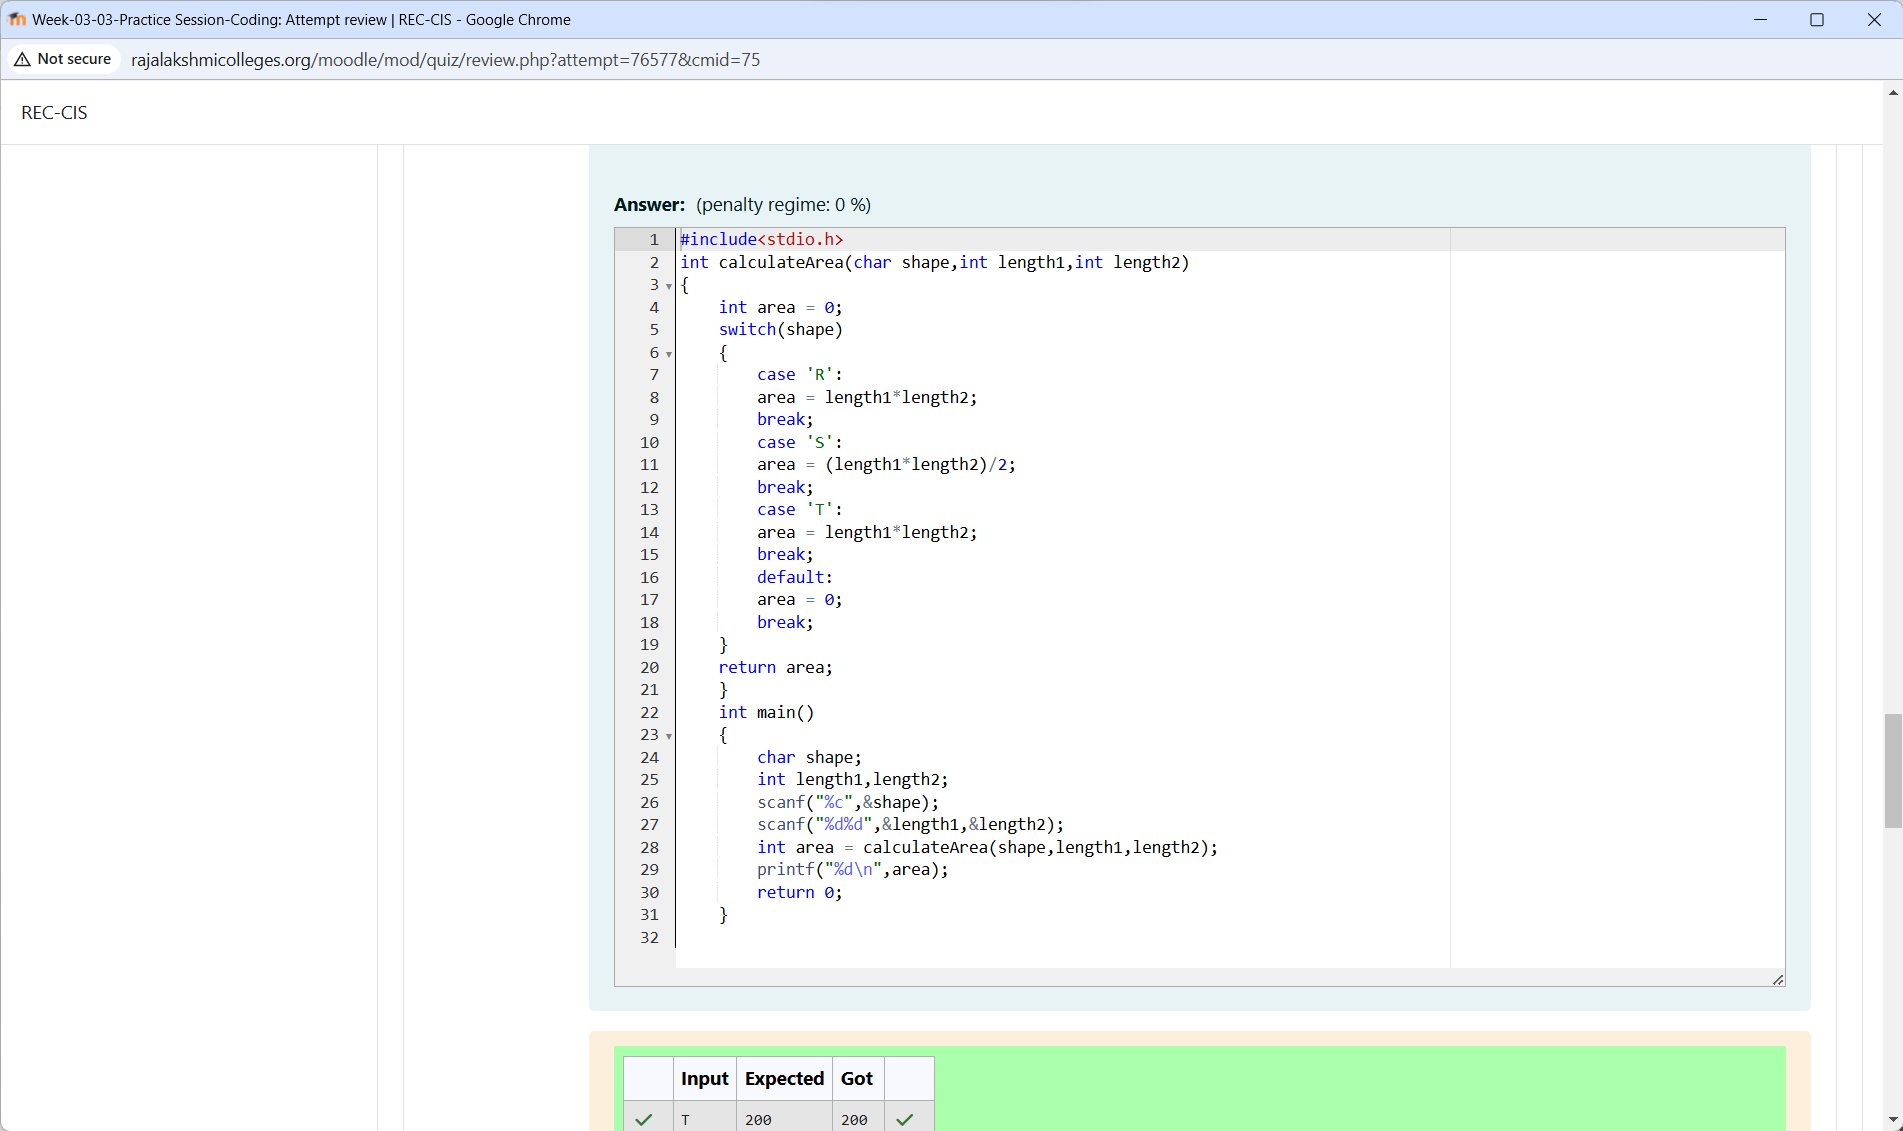 Week-03-03-Practice Session-Coding: Attempt review | REC-CIS - Google Chrome
Not secure rajalakshmicolleges.org/moodle/mod/quiz/review.php?attempt=76577&cmid=75
REC-CIS
Answer: (penalty regime: 0 %)
1 #include<stdio.h>
2 int calculateArea(char shape,int length1,int length2)
3 {
4 int area = 0;
5 switch(shape)
6 {
7 case 'R':
8 area = length1*length2;
9 break;
10 case 'S':
11 area = (length1*length2)/2;
12 break;
13 case 'T':
14 area = length1*length2;
15 break;
16 default:
17 area = 0;
18 break;
19 }
20 return area;
21 }
22 int main()
23 {
24 char shape;
25 int length1,length2;
26 scanf("%c",&shape);
27 scanf("%d%d",&length1,&length2);
28 int area = calculateArea(shape,length1,length2);
29 printf("%d\n",area);
30 return 0;
31 }
32
Input Expected Got
T 200 200